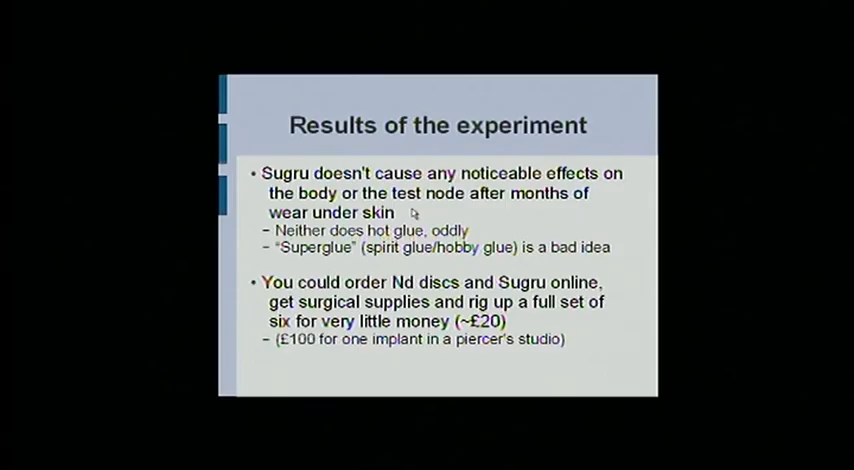 Results of the experiment
• Sugru doesn't cause any noticeable effects on
the body or the test node after months of
wear under skin
– Neither does hot glue, oddly
– "Superglue" (spirit glue/hobby glue) is a bad idea
• You could order Nd discs and Sugru online,
get surgical supplies and rig up a full set of
six for very little money (~£20)
– (£100 for one implant in a piercer's studio)